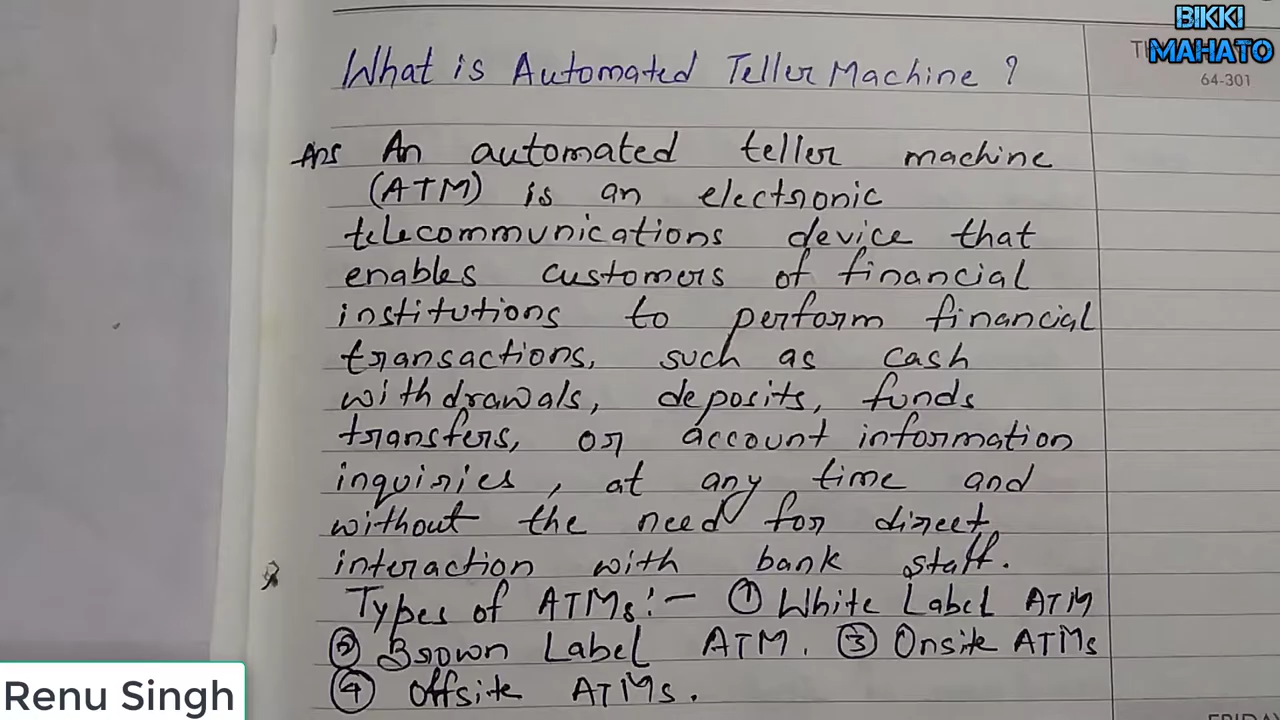 BIKKI
MAHATO
64-301
What is Automated Teller Machine ?
Ans An automated teller machine
(ATM) is an electronic
telecommunications device that
enables customers of financial
institutions to perform financial
transactions, such as cash
withdrawals, deposits, funds
transfers, or account information
inquiries, at any time and
without the need for direct
interaction with bank staff.
Types of ATMs:- ① White Label ATM
② Brown Label ATM. ③ Onsite ATMs
④ Offsite ATMs.
Renu Singh